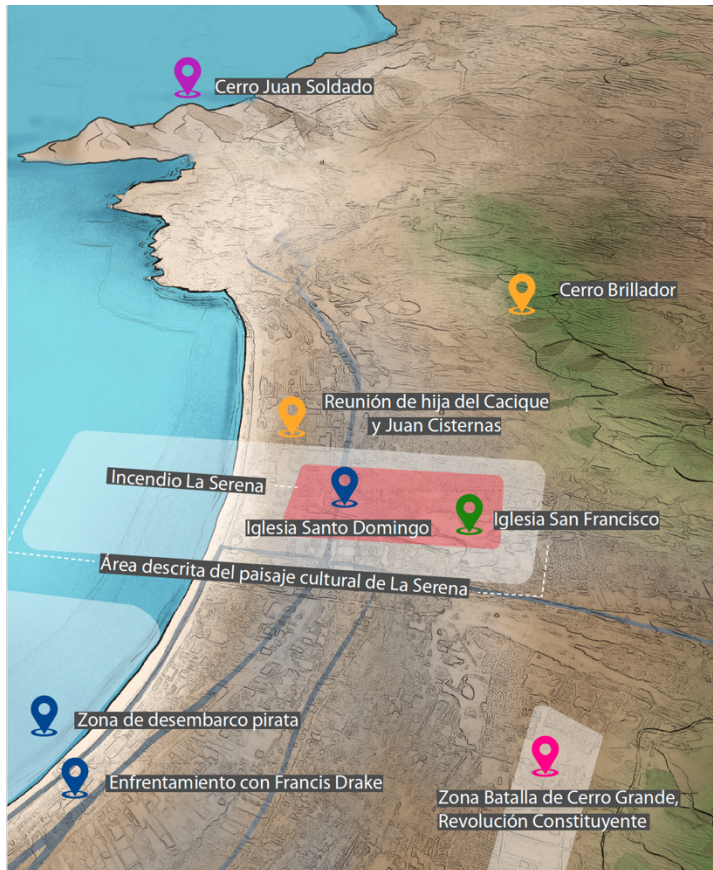 Cerro Juan Soldado
Cerro Brillador
Reunión de hija del Cacique
y Juan Cisternas
Incendio La Serena
Iglesia Santo Domingo
Iglesia San Francisco
Área descrita del paisaje cultural de La Serena
Zona de desembarco pirata
Enfrentamiento con Francis Drake
Zona Batalla de Cerro Grande,
Revolución Constituyente